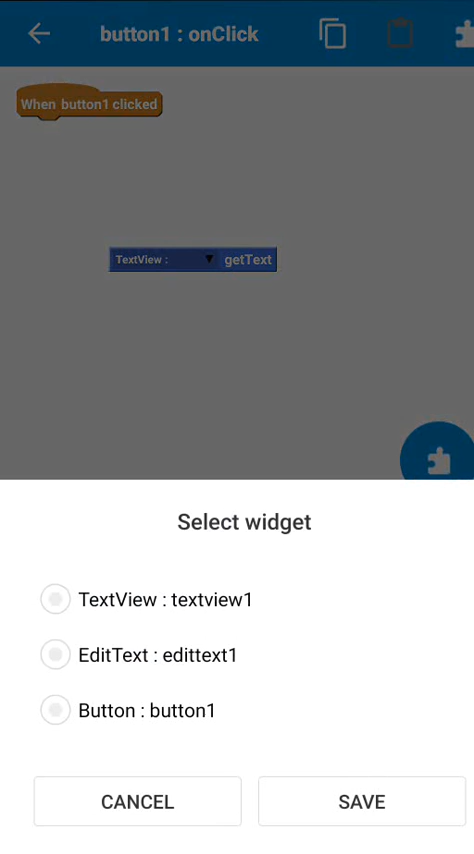 button1 : onClick
When button1 clicked
TextView : getText
Select widget
TextView : textview1
EditText : edittext1
Button : button1
CANCEL SAVE